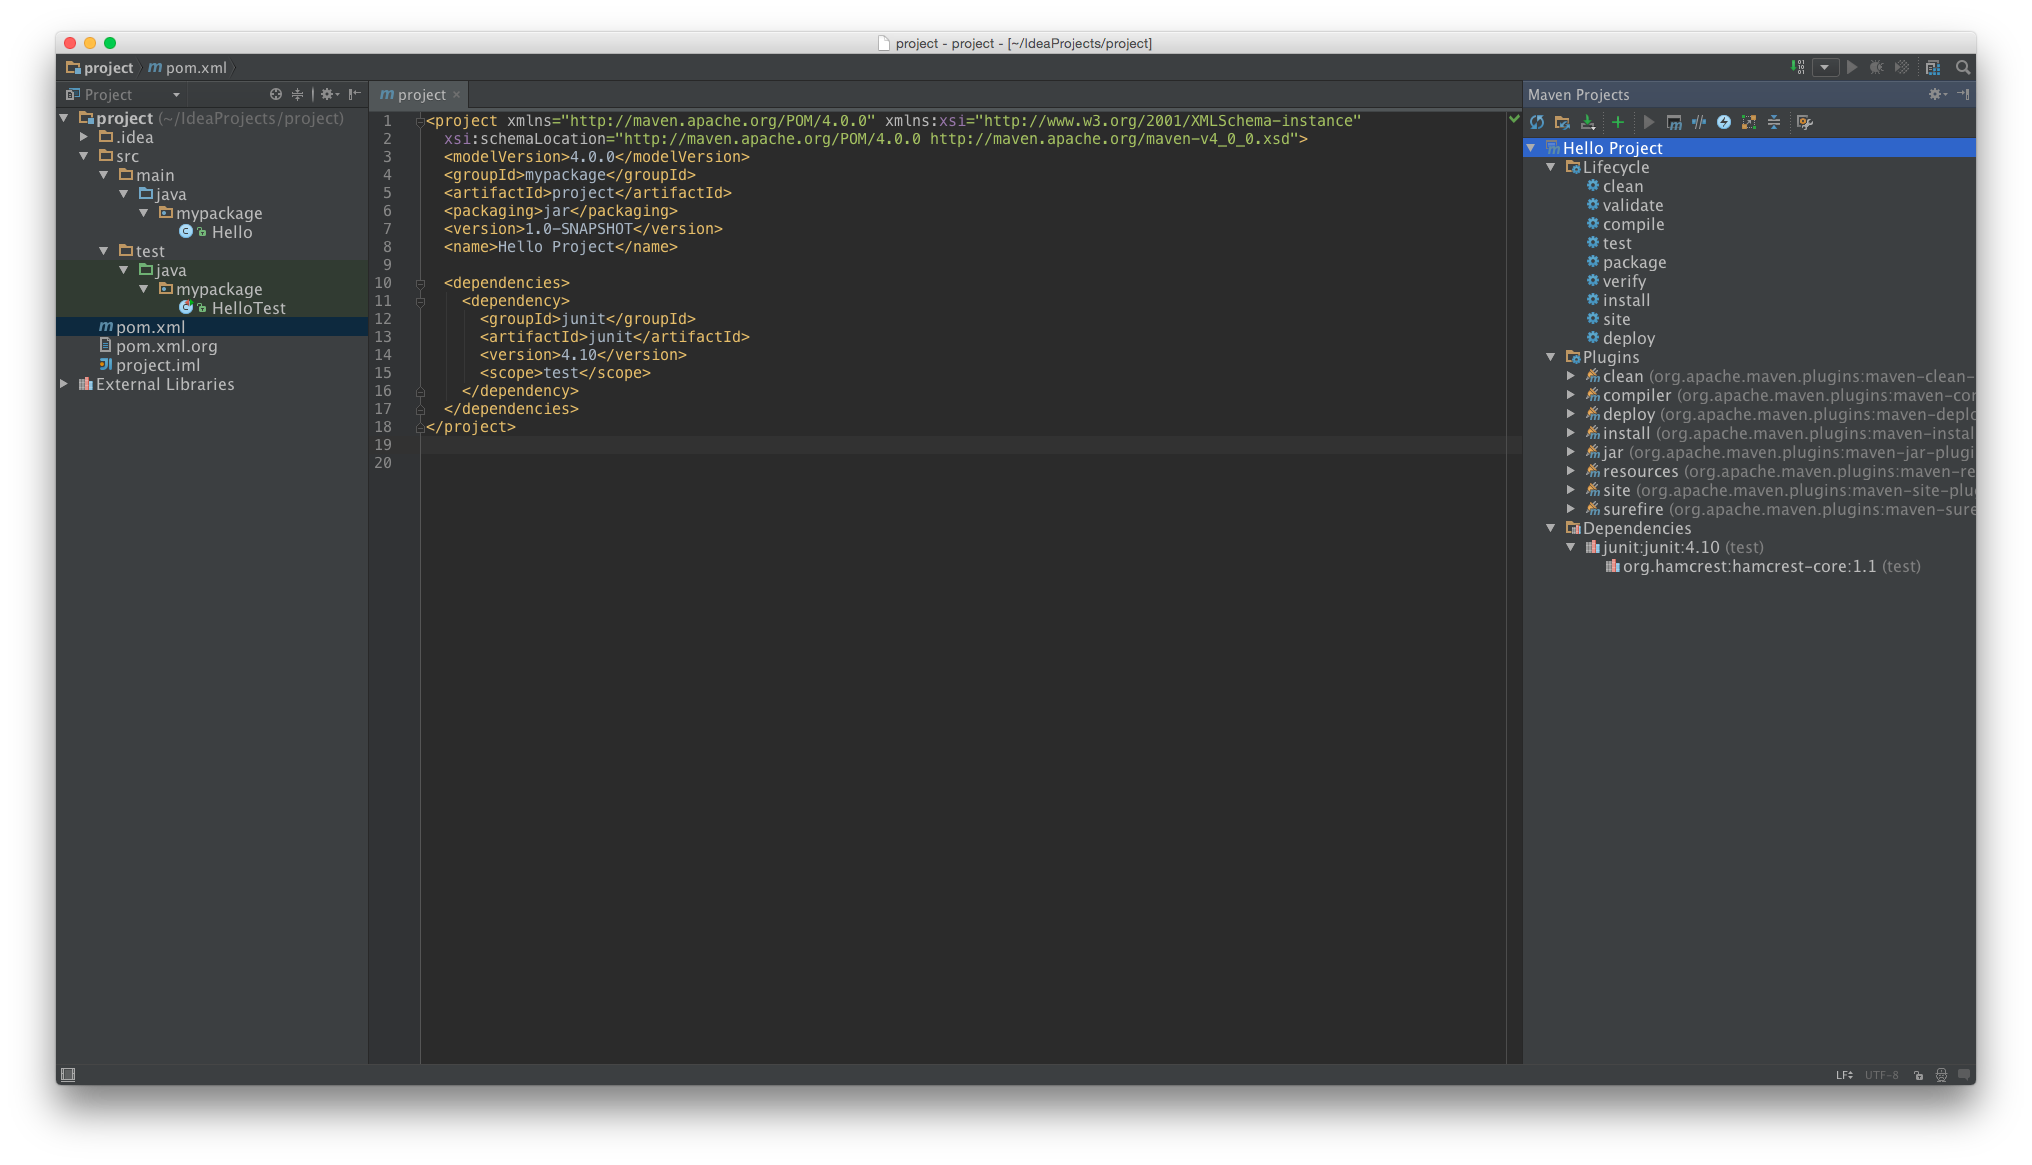 project - project - [~/IdeaProjects/project]
project
pom.xml
Project
project (~/IdeaProjects/project)
.idea
src
main
java
mypackage
Hello
test
java
mypackage
HelloTest
pom.xml
pom.xml.org
project.iml
External Libraries
project
1 <project xmlns="http://maven.apache.org/POM/4.0.0" xmlns:xsi="http://www.w3.org/2001/XMLSchema-instance"
2 xsi:schemaLocation="http://maven.apache.org/POM/4.0.0 http://maven.apache.org/maven-v4_0_0.xsd">
3 <modelVersion>4.0.0</modelVersion>
4 <groupId>mypackage</groupId>
5 <artifactId>project</artifactId>
6 <packaging>jar</packaging>
7 <version>1.0-SNAPSHOT</version>
8 <name>Hello Project</name>
9
10 <dependencies>
11 <dependency>
12 <groupId>junit</groupId>
13 <artifactId>junit</artifactId>
14 <version>4.10</version>
15 <scope>test</scope>
16 </dependency>
17 </dependencies>
18 </project>
19
20
Maven Projects
Hello Project
Lifecycle
clean
validate
compile
test
package
verify
install
site
deploy
Plugins
clean (org.apache.maven.plugins:maven-clean-
compiler (org.apache.maven.plugins:maven-cor
deploy (org.apache.maven.plugins:maven-deplo
install (org.apache.maven.plugins:maven-instal
jar (org.apache.maven.plugins:maven-jar-plugi
resources (org.apache.maven.plugins:maven-re
site (org.apache.maven.plugins:maven-site-plu
surefire (org.apache.maven.plugins:maven-sure
Dependencies
junit:junit:4.10 (test)
org.hamcrest:hamcrest-core:1.1 (test)
LF
UTF-8